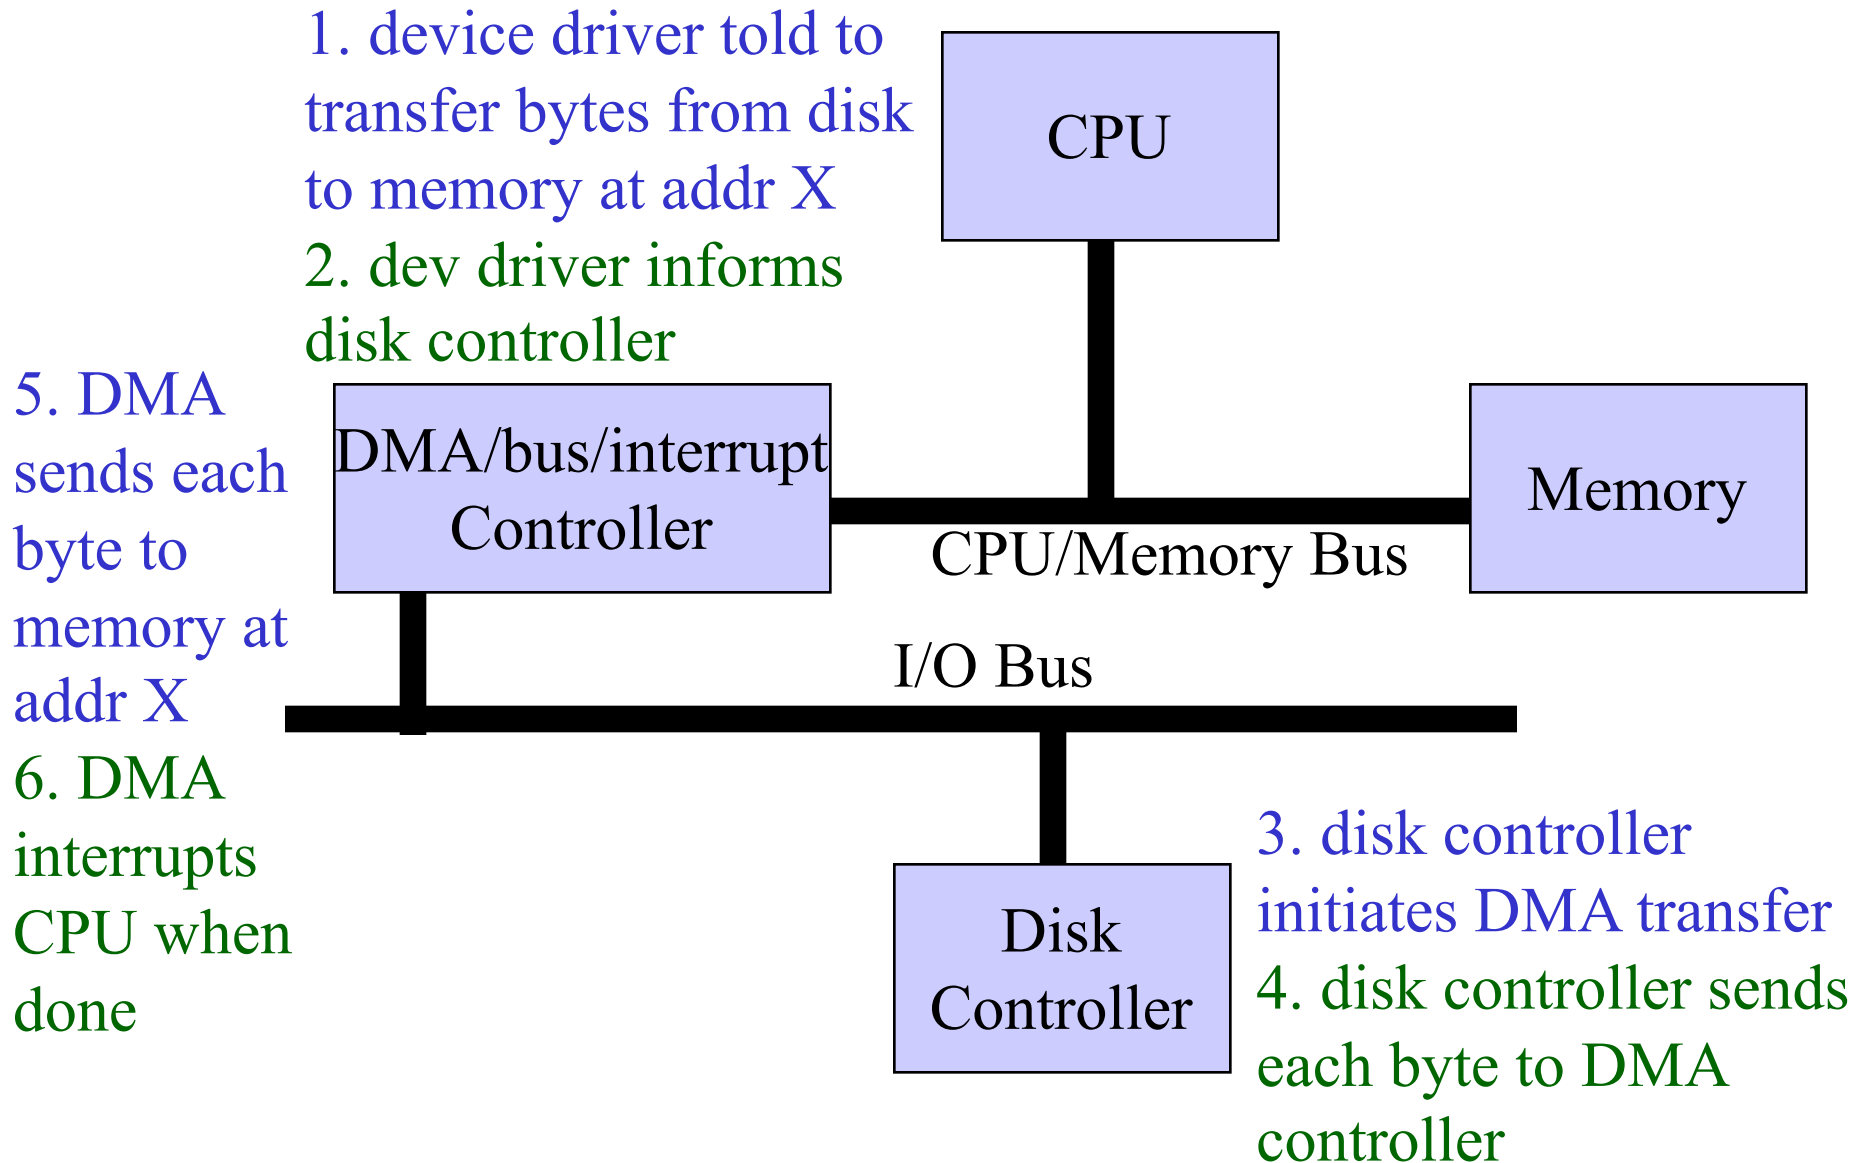 1. device driver told to
transfer bytes from disk
to memory at addr X
2. dev driver informs
disk controller
CPU
5. DMA
sends each
byte to
memory at
addr X
6. DMA
interrupts
CPU when
done
DMA/bus/interrupt
Controller
Memory
CPU/Memory Bus
I/O Bus
Disk
Controller
3. disk controller
initiates DMA transfer
4. disk controller sends
each byte to DMA
controller